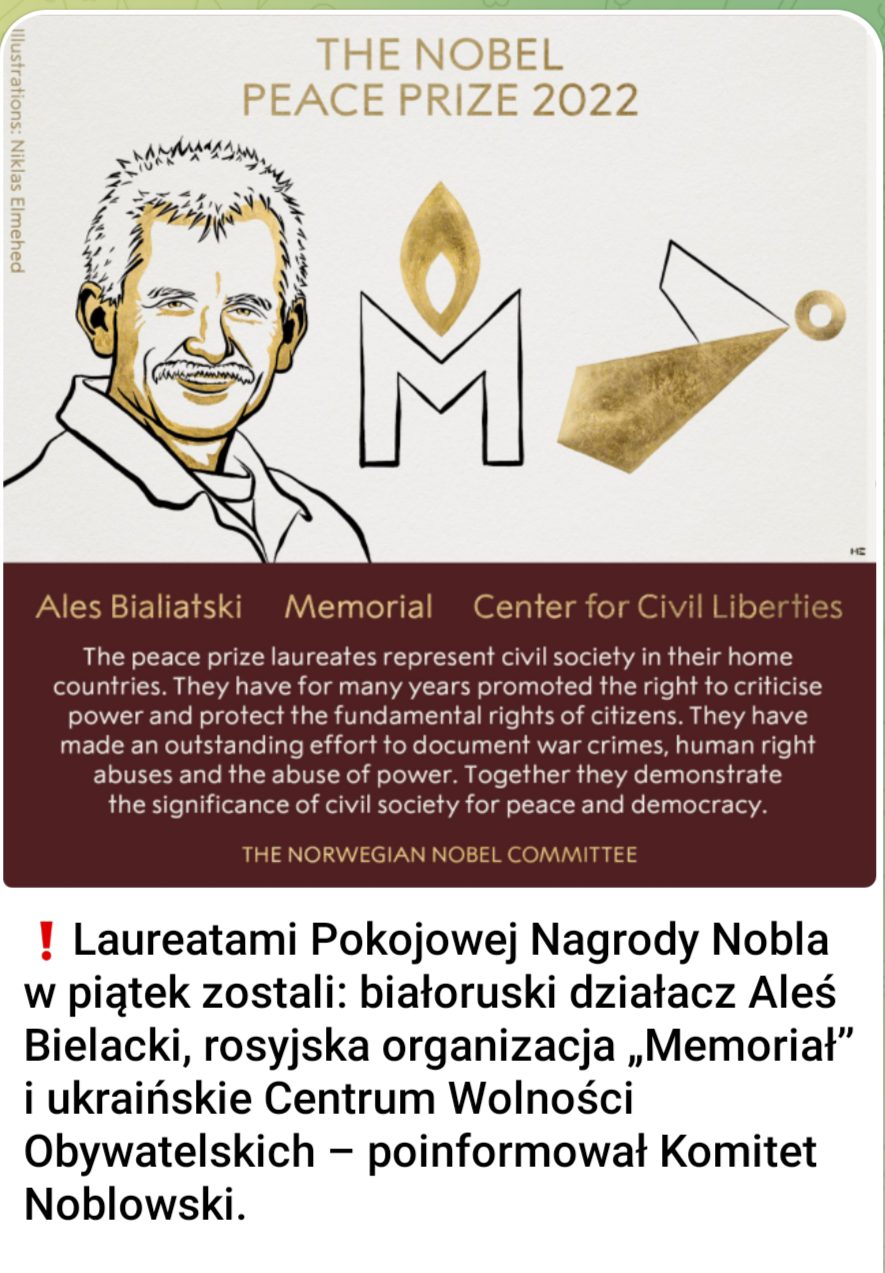 Illustrations: Niklas Elmehed
THE NOBEL
PEACE PRIZE 2022
Ales Bialiatski Memorial Center for Civil Liberties
The peace prize laureates represent civil society in their home
countries. They have for many years promoted the right to criticise
power and protect the fundamental rights of citizens. They have
made an outstanding effort to document war crimes, human right
abuses and the abuse of power. Together they demonstrate
the significance of civil society for peace and democracy.
THE NORWEGIAN NOBEL COMMITTEE
❗ Laureatami Pokojowej Nagrody Nobla
w piątek zostali: białoruski działacz Aleś
Bielacki, rosyjska organizacja „Memoriał”
i ukraińskie Centrum Wolności
Obywatelskich – poinformował Komitet
Noblowski.